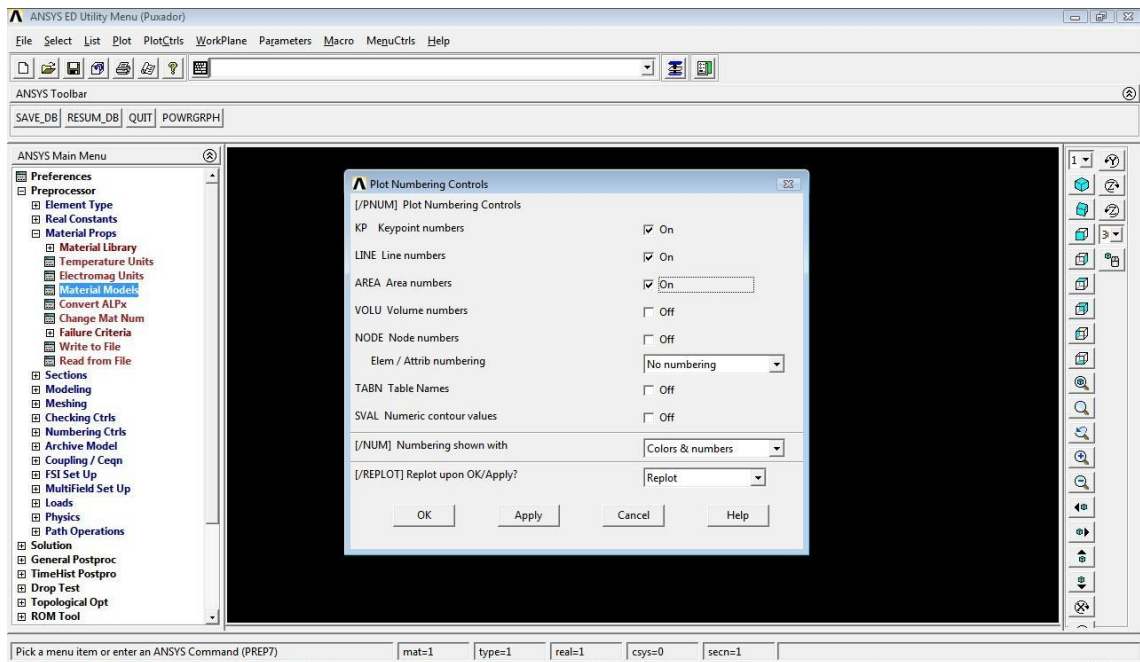 ANSYS ED Utility Menu (Puxador)
File Select List Plot PlotCtrls WorkPlane Parameters Macro MenuCtrls Help
ANSYS Toolbar
SAVE_DB RESUM_DB QUIT POWRGRPH
ANSYS Main Menu
Preferences
Preprocessor
Element Type
Real Constants
Material Props
Material Library
Temperature Units
Electromag Units
Material Models
Convert ALPx
Change Mat Num
Failure Criteria
Write to File
Read from File
Sections
Modeling
Meshing
Checking Ctrls
Numbering Ctrls
Archive Model
Coupling / Ceqn
FSI Set Up
MultiField Set Up
Loads
Physics
Path Operations
Solution
General Postproc
TimeHist Postpro
Drop Test
Topological Opt
ROM Tool
Plot Numbering Controls
[/PNUM] Plot Numbering Controls
KP Keypoint numbers On
LINE Line numbers On
AREA Area numbers On
VOLU Volume numbers Off
NODE Node numbers Off
Elem / Attrib numbering No numbering
TABN Table Names Off
SVAL Numeric contour values Off
[/NUM] Numbering shown with Colors & numbers
[/REPLOT] Replot upon OK/Apply? Replot
OK Apply Cancel Help
1
Pick a menu item or enter an ANSYS Command (PREP7) mat=1 type=1 real=1 csys=0 secn=1